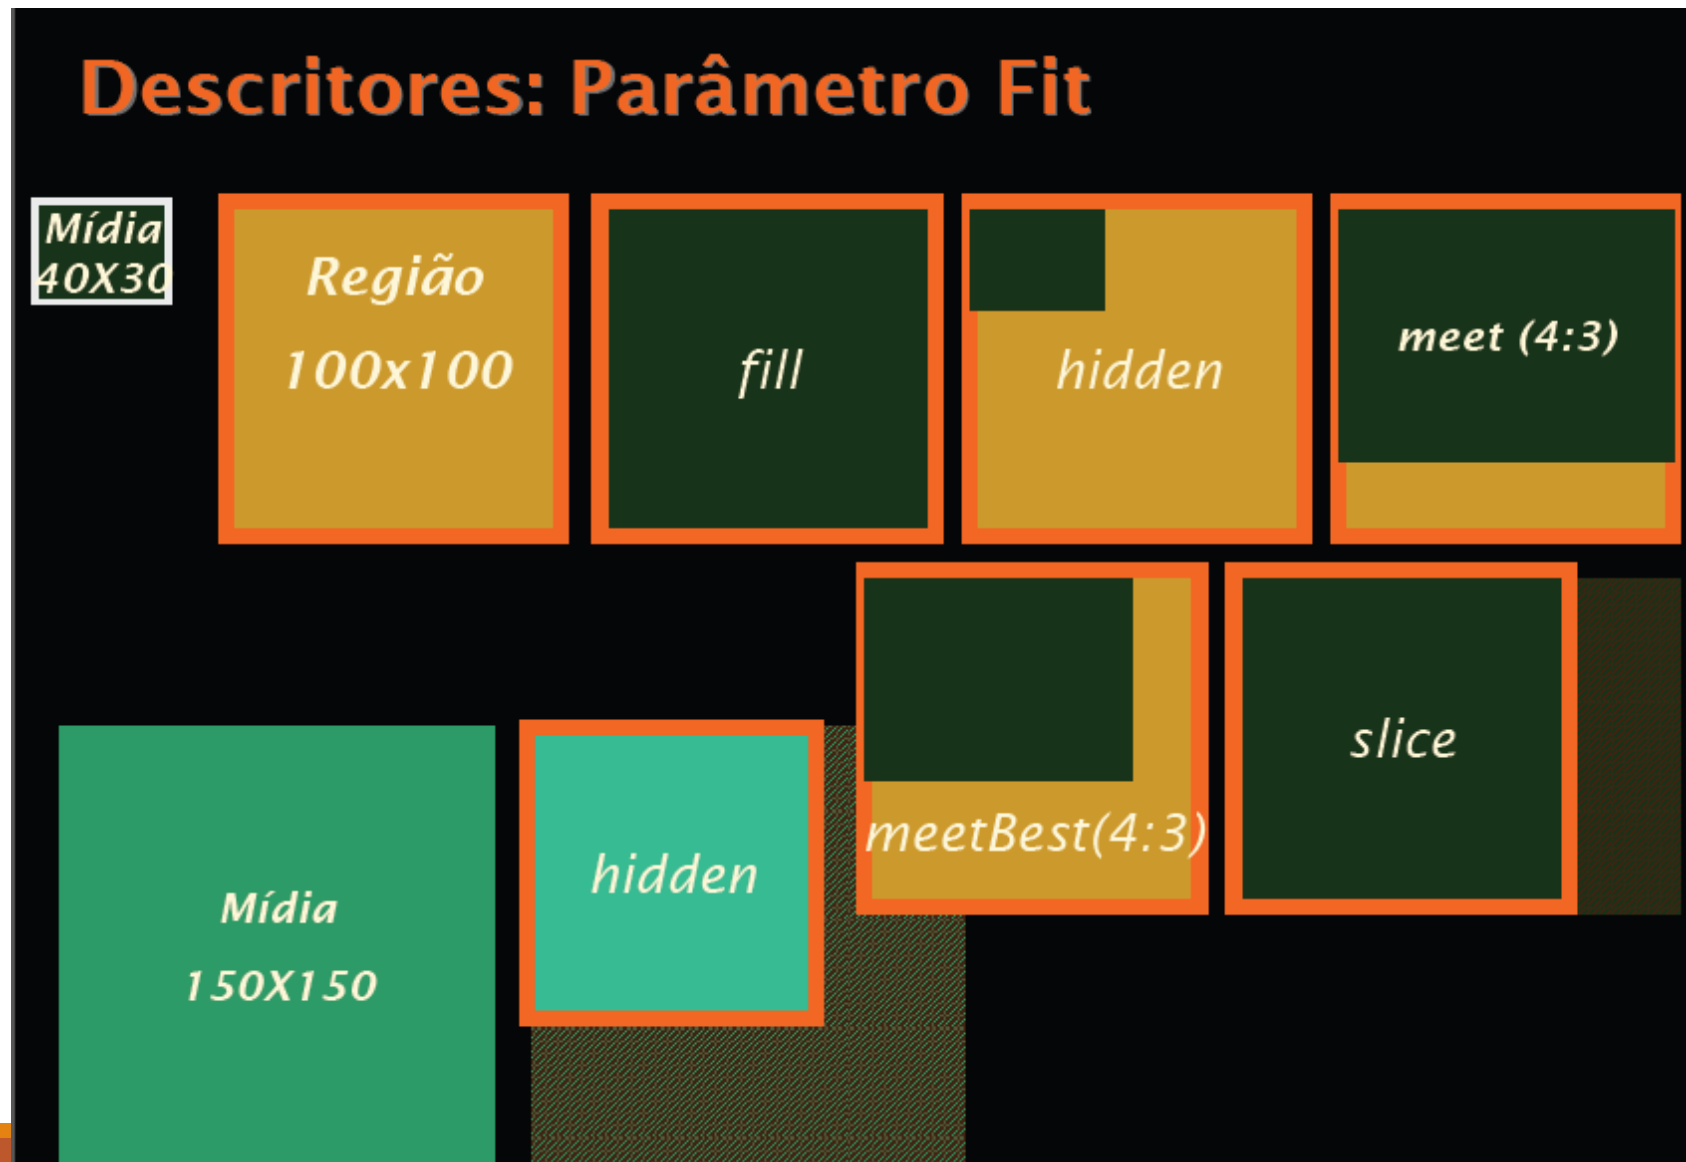 Descritores: Parâmetro Fit
Mídia
40X30
Região
100x100
fill
hidden
meet (4:3)
meetBest(4:3)
slice
hidden
Mídia
150X150